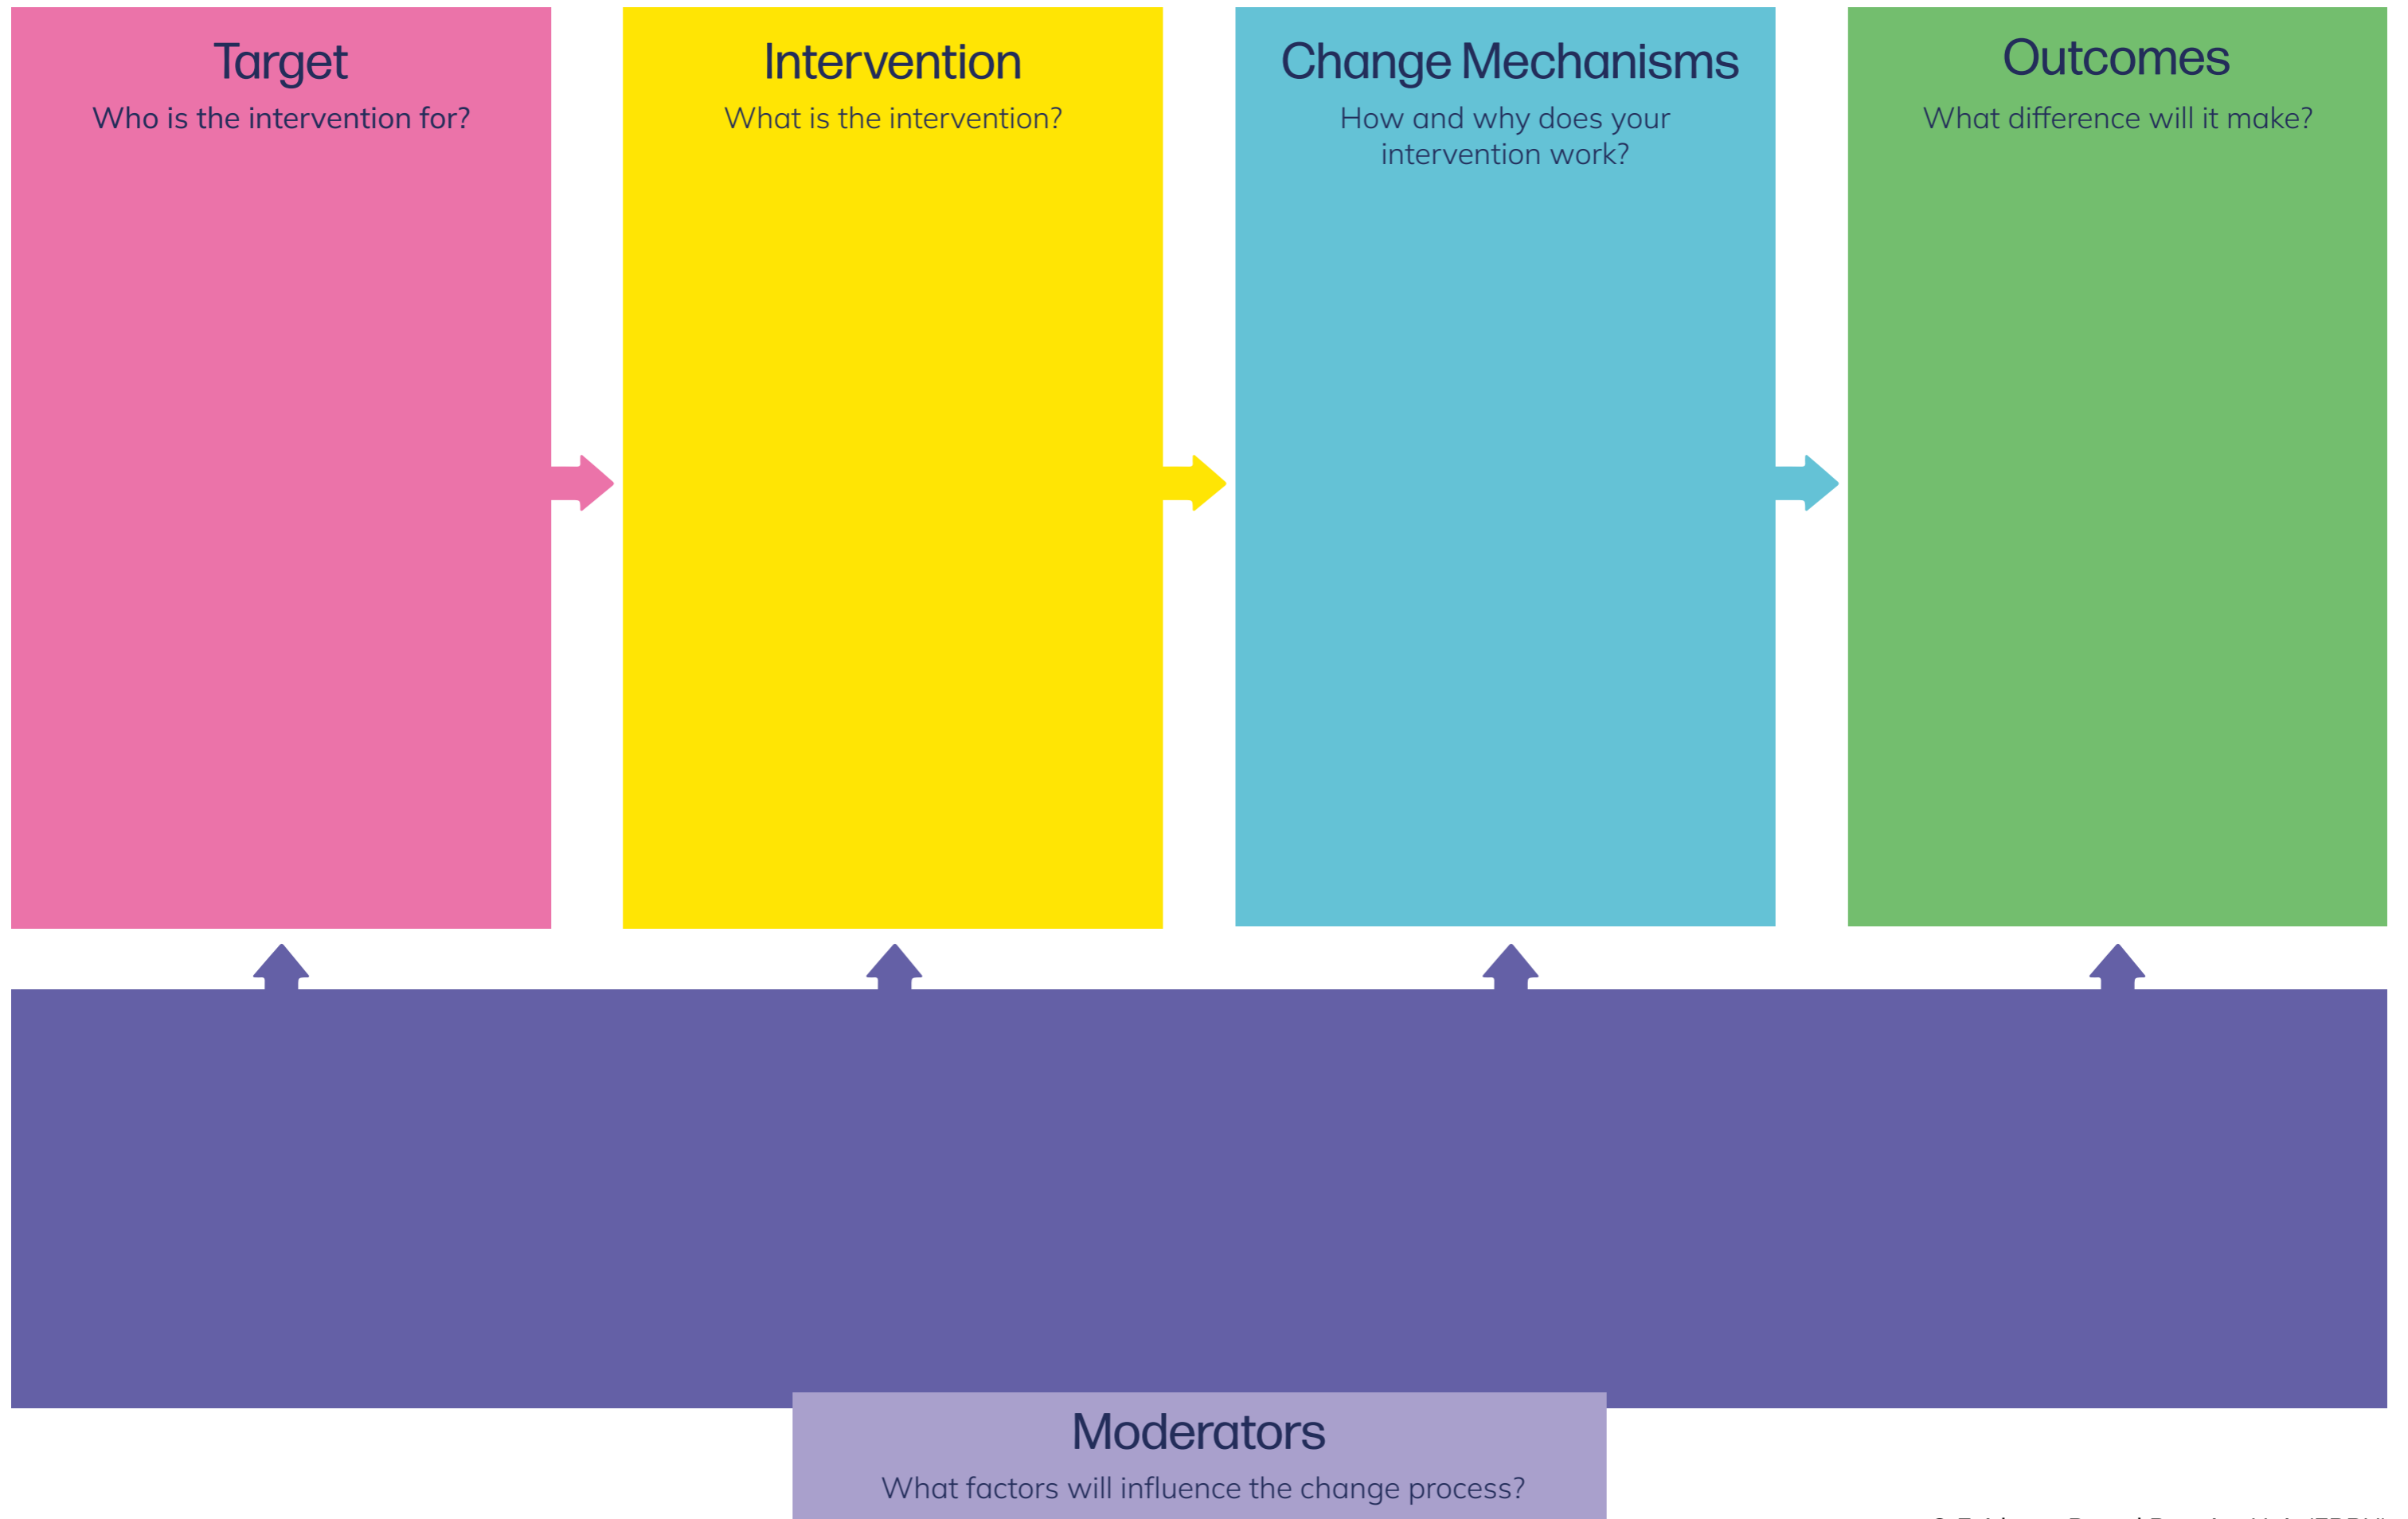 Target
Who is the intervention for?
Intervention
What is the intervention?
Change Mechanisms
How and why does your
intervention work?
Outcomes
What difference will it make?
Moderators
What factors will influence the change process?